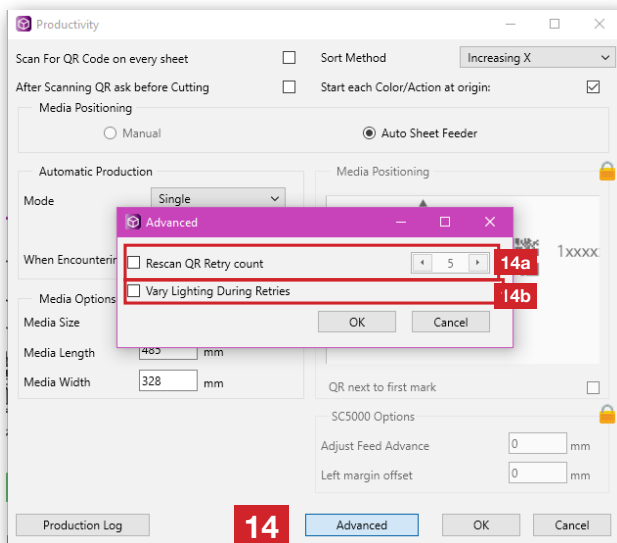 Productivity
Scan For QR Code on every sheet
Sort Method
Increasing X
After Scanning QR ask before Cutting
Start each Color/Action at origin:
Media Positioning
Manual
Auto Sheet Feeder
Automatic Production
Mode
Single
When Encounterin
Media Positioning
1xxxx
Advanced
Rescan QR Retry count
5
14a
Vary Lighting During Retries
14b
OK
Cancel
Media Options
Media Size
Media Length
485
mm
Media Width
328
mm
QR next to first mark
SC5000 Options
Adjust Feed Advance
0
mm
Left margin offset
0
mm
Production Log
14
Advanced
OK
Cancel